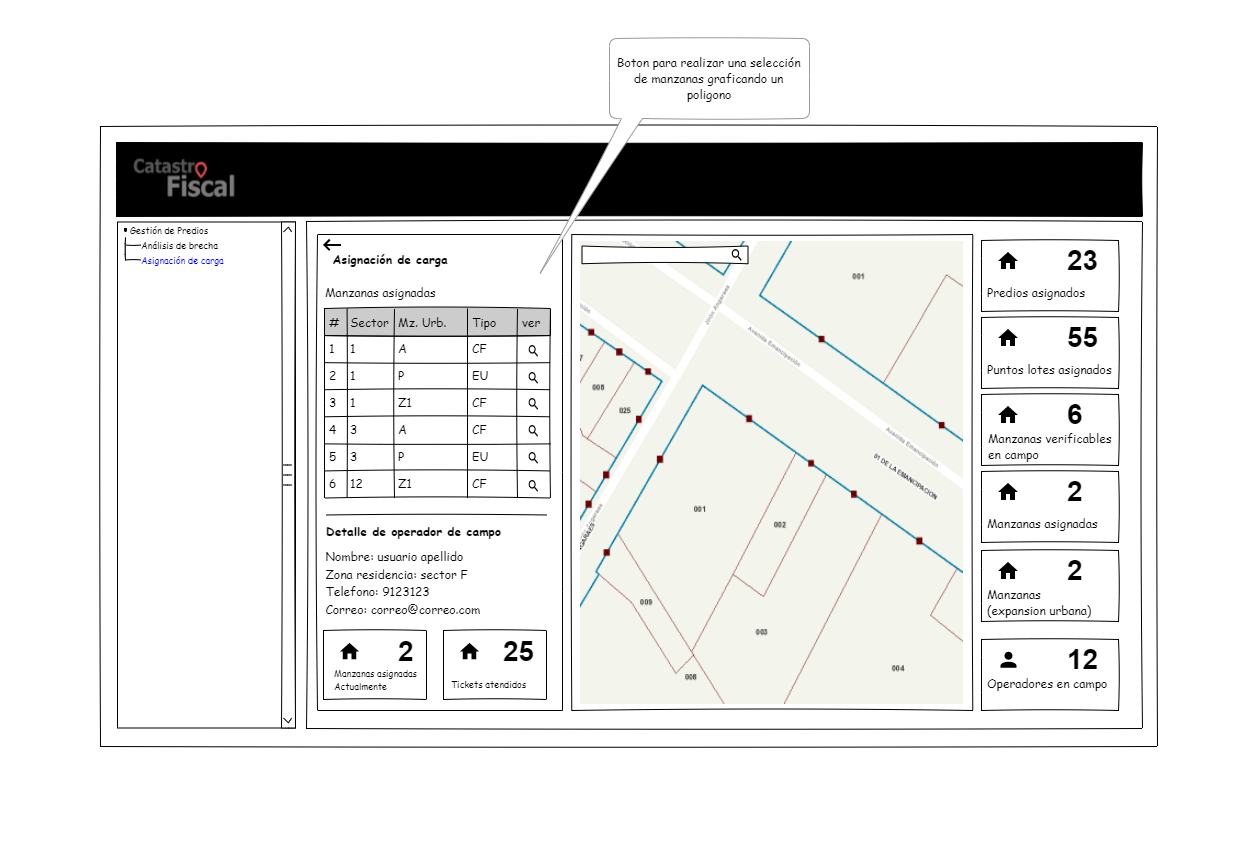 Boton para realizar una selección
de manzanas graficando un
poligono
Catastro
Fiscal
Gestión de Predios
Análisis de brecha
Asignación de carga
Asignación de carga
Manzanas asignadas
# Sector Mz. Urb. Tipo ver
1 1 A CF
2 1 P EU
3 1 Z1 CF
4 3 A CF
5 3 P EU
6 12 Z1 CF
Detalle de operador de campo
Nombre: usuario apellido
Zona residencia: sector F
Telefono: 9123123
Correo: correo@correo.com
2
Manzanas asignadas
Actualmente
25
Tickets atendidos
001
Jirón Angaraes
Avenida Emancipación
008
025
Avenida Emancipación
01 DE LA EMANCIPACION
001
002
009
003
004
008
23
Predios asignados
55
Puntos lotes asignados
6
Manzanas verificables
en campo
2
Manzanas asignadas
2
Manzanas
(expansion urbana)
12
Operadores en campo